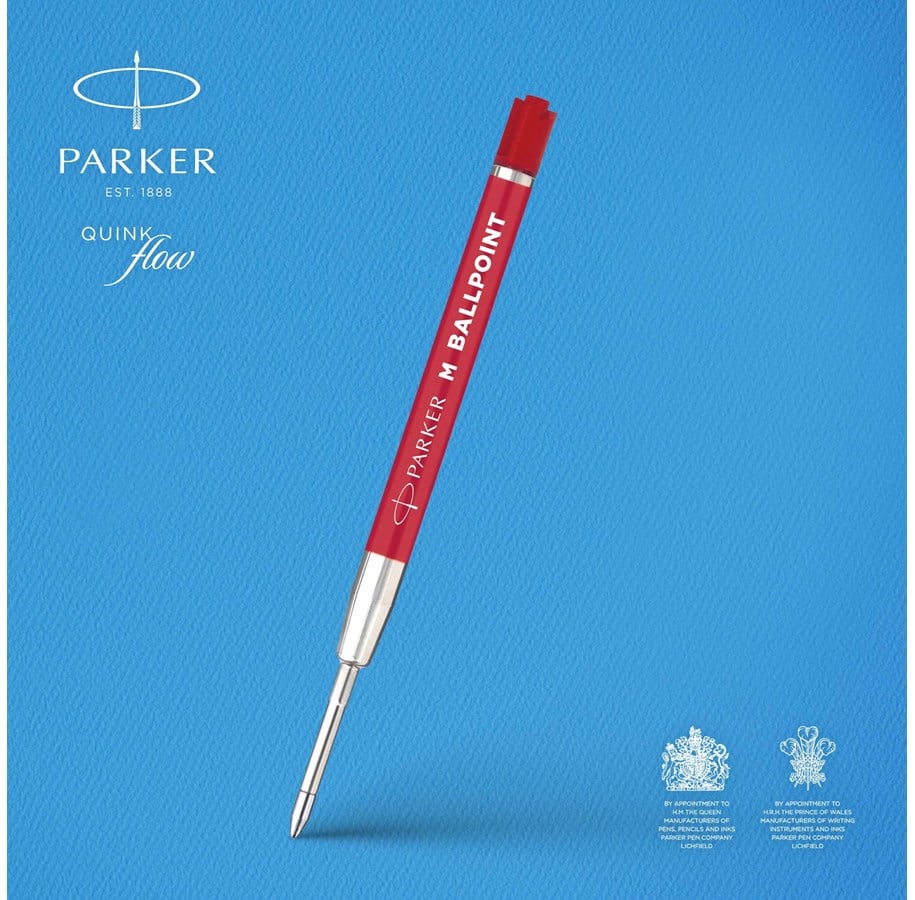 PARKER
EST. 1888
QUINK
flow
PARKER M BALLPOINT
BY APPOINTMENT TO
H.M.THE QUEEN
MANUFACTURERS OF
PENS, PENCILS AND INKS
PARKER PEN COMPANY
LICHFIELD
BY APPOINTMENT TO
H.R.H.THE PRINCE OF WALES
MANUFACTURERS OF WRITING
INSTRUMENTS AND INKS
PARKER PEN COMPANY
LICHFIELD